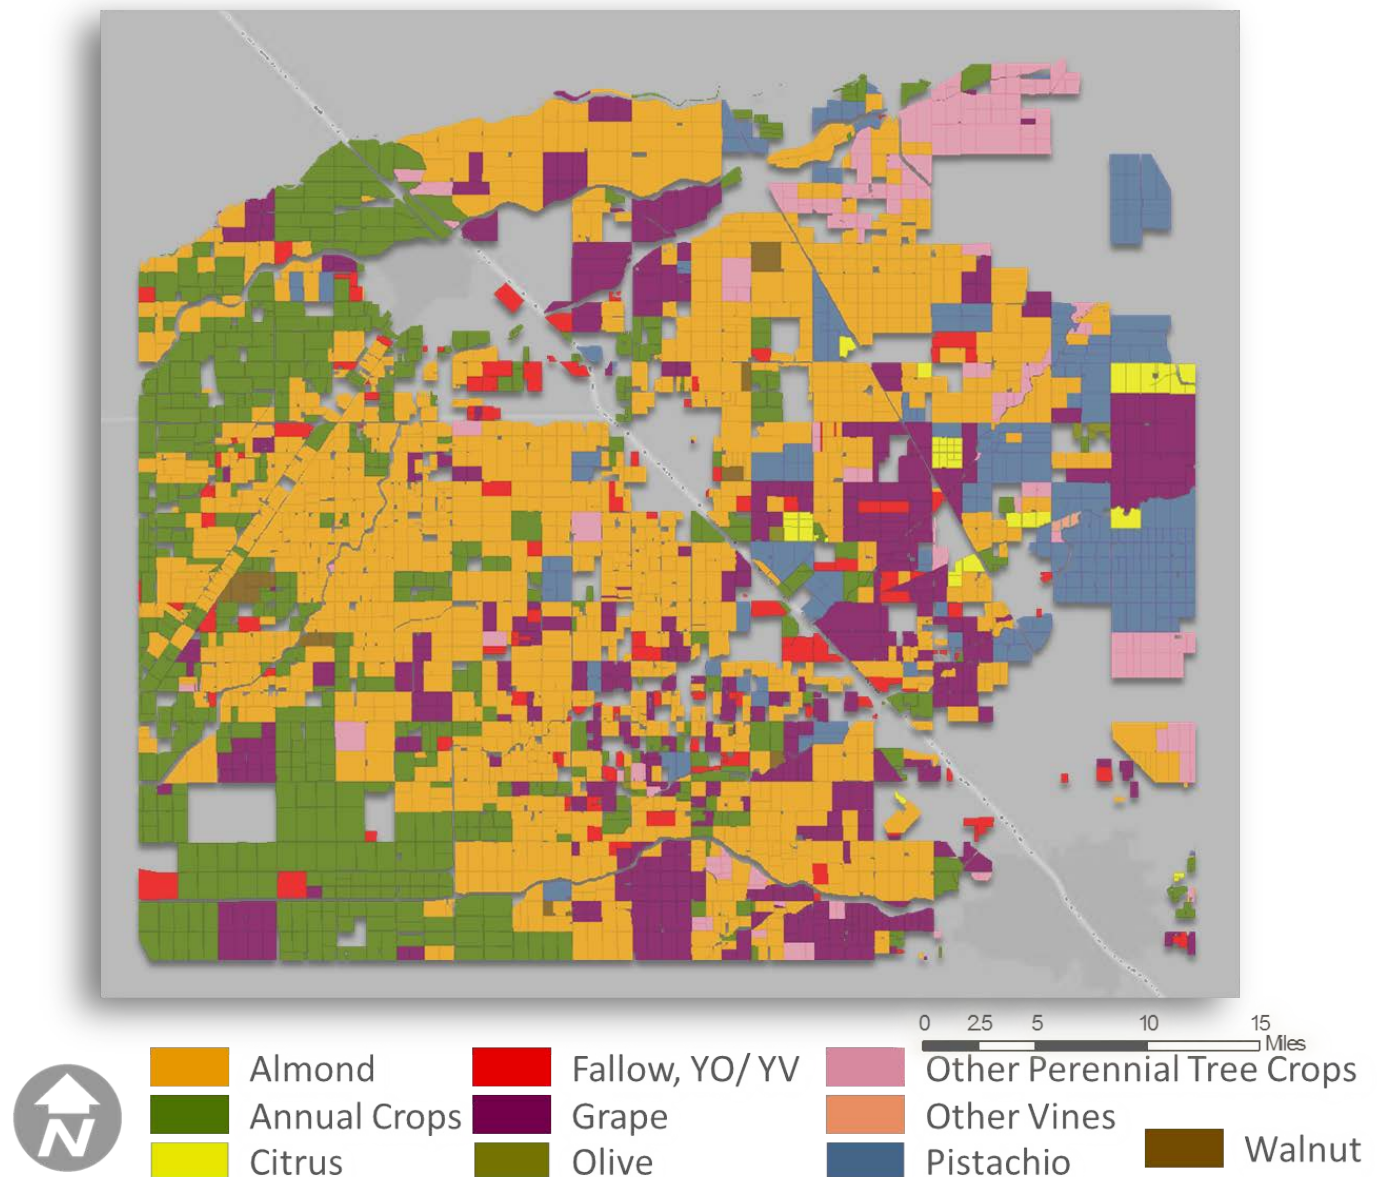 0 2.5 5 10 15
Miles
Almond Fallow, YO/YV Other Perennial Tree Crops
Annual Crops Grape Other Vines
Citrus Olive Pistachio Walnut
N